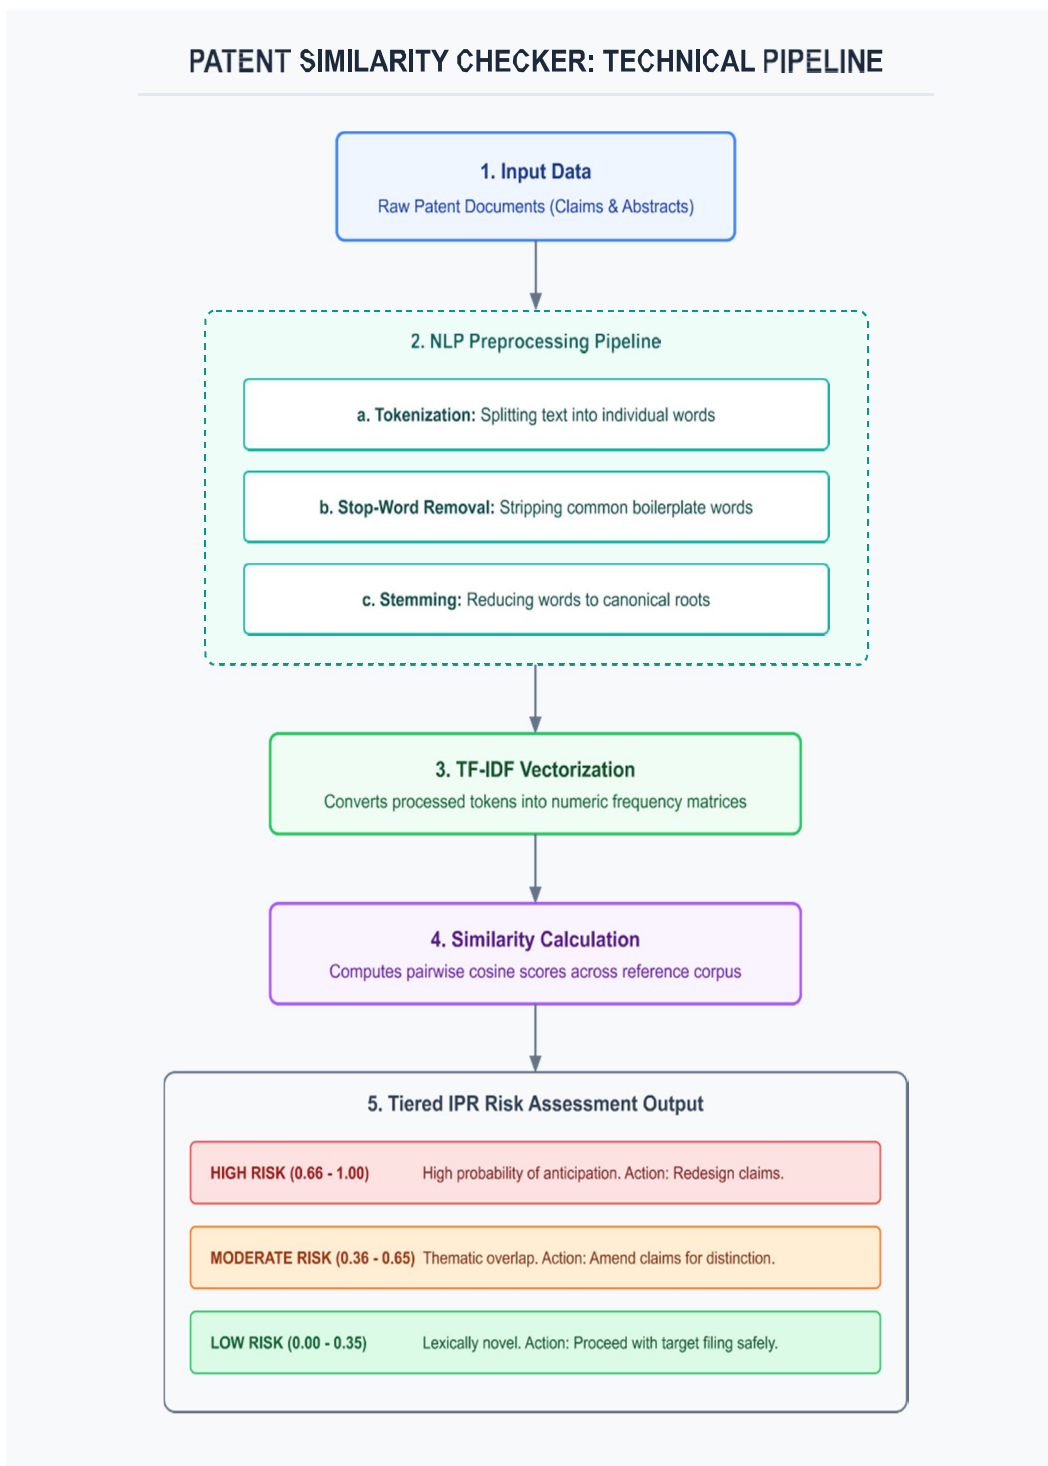 PATENT SIMILARITY CHECKER: TECHNICAL PIPELINE
1. Input Data
Raw Patent Documents (Claims & Abstracts)
2. NLP Preprocessing Pipeline
a. Tokenization: Splitting text into individual words
b. Stop-Word Removal: Stripping common boilerplate words
c. Stemming: Reducing words to canonical roots
3. TF-IDF Vectorization
Converts processed tokens into numeric frequency matrices
4. Similarity Calculation
Computes pairwise cosine scores across reference corpus
5. Tiered IPR Risk Assessment Output
HIGH RISK (0.66 - 1.00) High probability of anticipation. Action: Redesign claims.
MODERATE RISK (0.36 - 0.65) Thematic overlap. Action: Amend claims for distinction.
LOW RISK (0.00 - 0.35) Lexically novel. Action: Proceed with target filing safely.